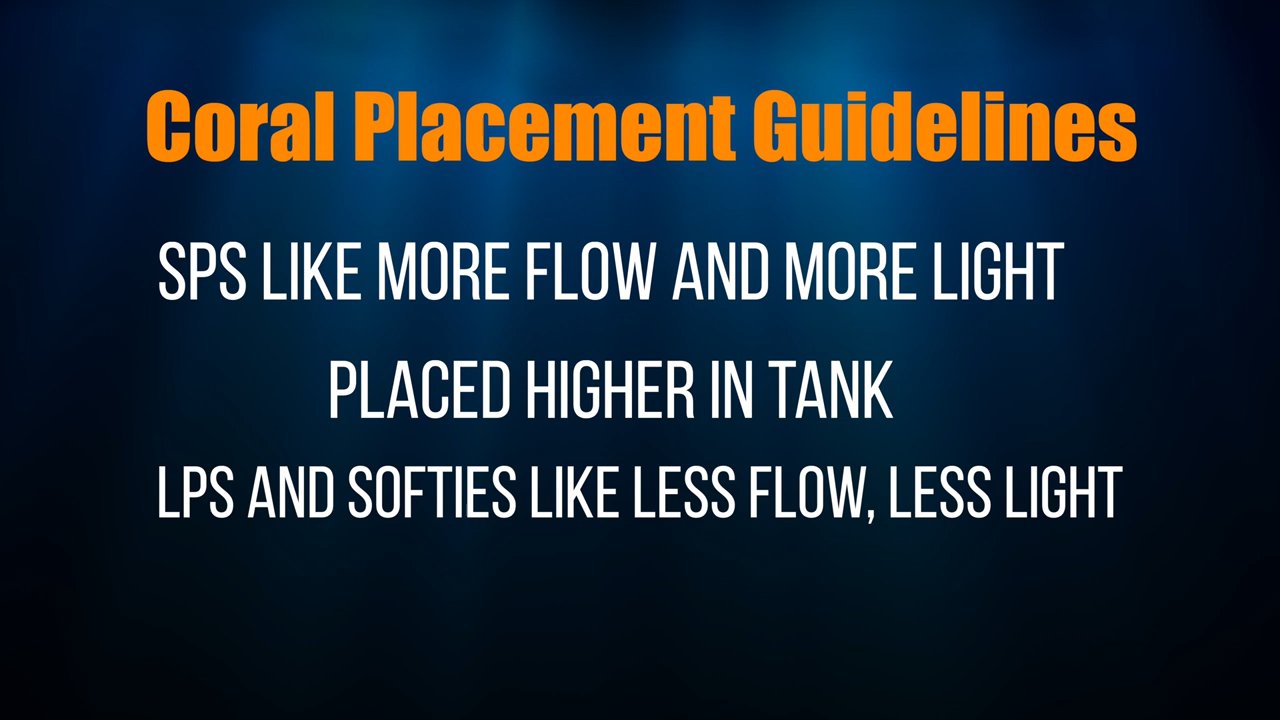 Coral Placement Guidelines
SPS LIKE MORE FLOW AND MORE LIGHT
PLACED HIGHER IN TANK
LPS AND SOFTIES LIKE LESS FLOW, LESS LIGHT